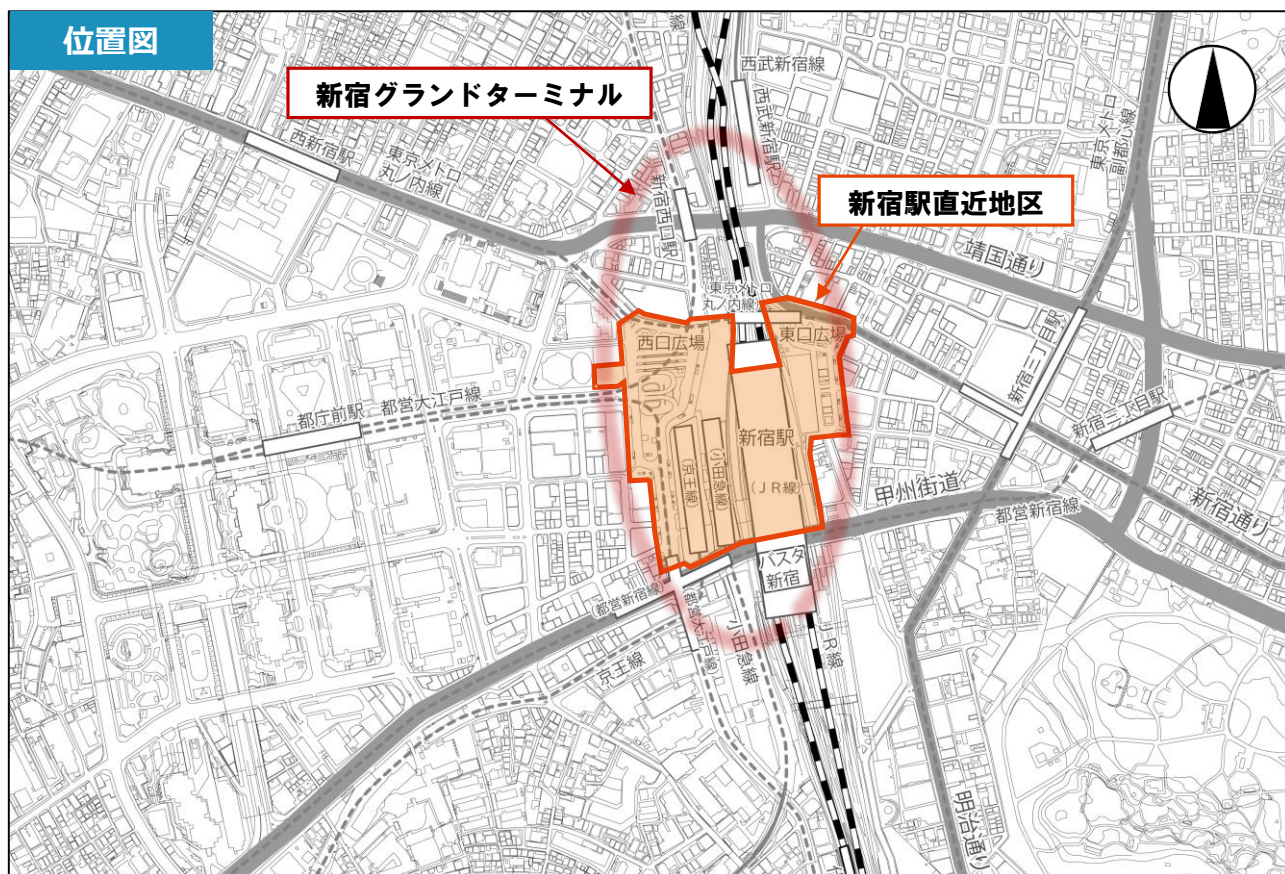 位置図
新宿グランドターミナル
新宿駅直近地区
西武新宿線
西武新宿駅
東京メトロ
副都心線
西新宿駅
東京メトロ
丸ノ内線
新宿西口駅
靖国通り
(東京メトロ
丸ノ内線)
西口広場
東口広場
新宿三丁目駅
新宿三丁目駅
都庁前駅
都営大江戸線
新宿駅
(京王線)
(小田急線)
(JR線)
甲州街道
都営新宿線
新宿通り
バスタ
新宿
都営新宿線
都営大江戸線
小田急線
JR線
京王線
明治通り